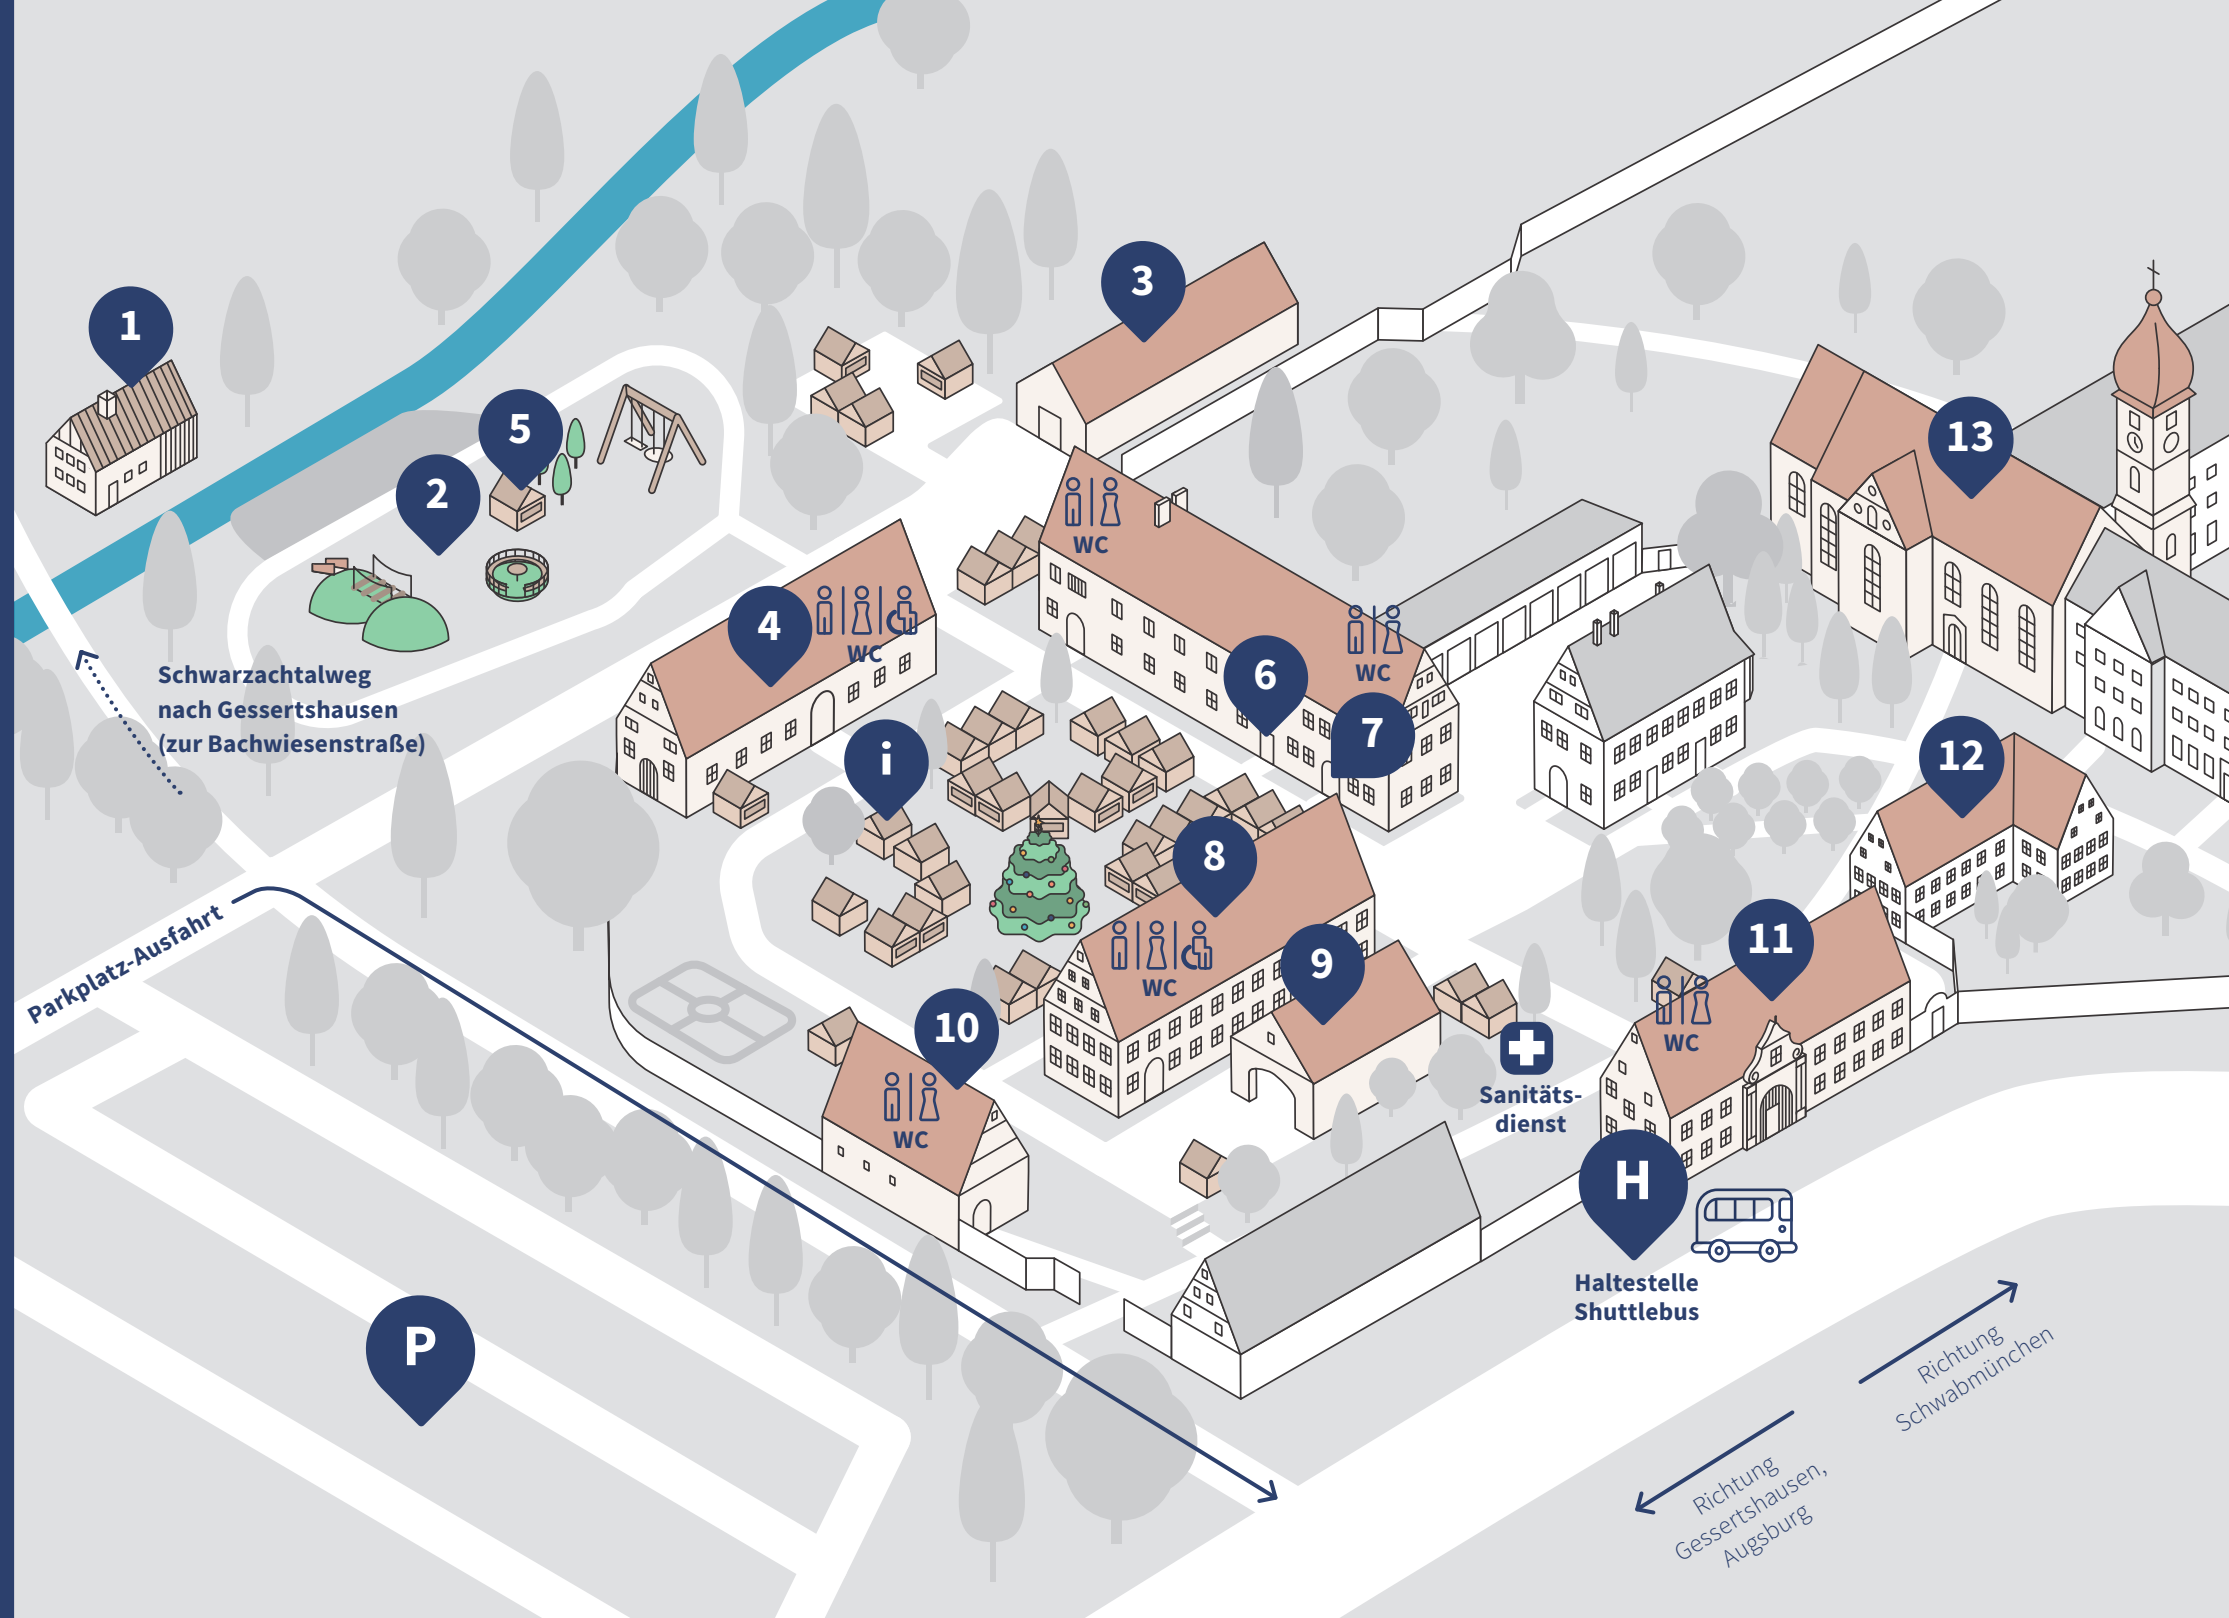 3
1
13
5
2
WC
4
WC
6
WC
Schwarzachtalweg
nach Gessertshausen
(zur Bachwiesenstraße)
7
i
12
8
11
Parkplatz-Ausfahrt
9
WC
10
WC
Sanitäts-
dienst
WC
H
Haltestelle
Shuttlebus
P
Richtung
Schwabmünchen
Richtung
Gessertshausen,
Augsburg